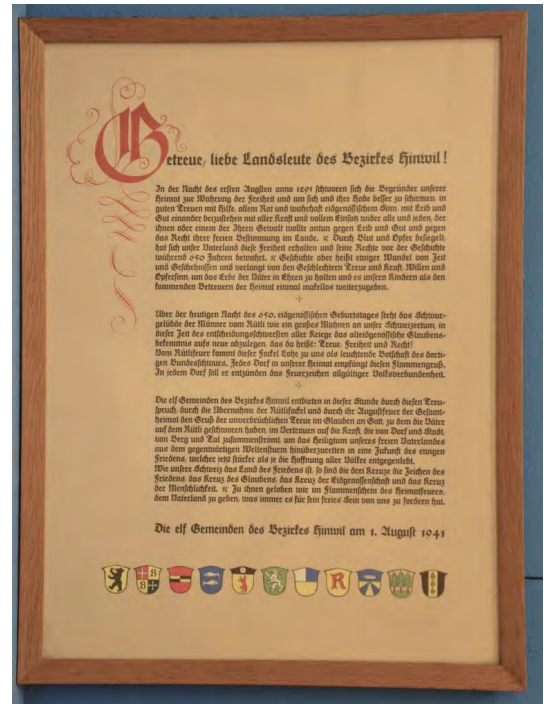 Getreue, liebe Landsleute des Bezirkes Hinwil!
In der Nacht des ersten Augsten anno 1291 schworen sich die Begründer unserer
Heimat zur Wahrung der Freiheit und um sich und ihre Habe besser zu schirmen, in
guten Treuen mit Hilfe, allem Rat und wahrhaft eidgenössischem Sinn, mit Leib und
Gut einander beizustehen mit aller Kraft und vollem Einsatz wider alle und jeden, der
ihnen oder einem der Ihren Gewalt wollte antun gegen Leib und Gut und gegen
das Recht ihrer freien Bestimmung im Lande. Durch Blut und Opfer besiegelt,
hat sich unser Vaterland diese Freiheit erhalten und seine Rechte vor der Geschichte
während 650 Jahren bewahrt. Geschichte aber heißt ewiger Wandel von Zeit
und Geschehnissen und verlangt von den Geschlechtern Treue und Kraft, Willen und
Opfersinn, um das Erbe der Väter in Ehren zu halten und es unsern Kindern als den
kommenden Betreuern der Heimat einmal makellos weiterzugeben.
Über der heutigen Nacht des 650. eidgenössischen Geburtstages steht das Schwur-
gelübde der Männer vom Rütli wie ein großes Mahnen an unser Schweizertum, in
dieser Zeit des entscheidungsschwersten aller Kriege das alteidgenössische Glaubens-
bekenntnis aufs neue abzulegen, das da heißt: Treue, Freiheit und Recht!
Vom Rütlifeuer kommt dieser Fackel Lohe zu uns als leuchtende Botschaft des dorti-
gen Bundesschwurs. Jedes Dorf in unserer Heimat empfängt diesen Flammengruß.
In jedem Dorf soll er entzünden das Feuerzeichen allgültiger Volksverbundenheit.
Die elf Gemeinden des Bezirkes Hinwil entbieten in dieser Stunde durch diesen Treu-
spruch, durch die Übernahme der Rütlifackel und durch ihr Augustfeuer der Gesamt-
heimat den Gruß der unverbrüchlichen Treue im Glauben an Gott, zu dem die Väter
auf dem Rütli geschworen haben, im Vertrauen auf die Kraft, die von Dorf und Stadt,
von Berg und Tal zusammenströmt, um das Heiligtum unseres freien Vaterlandes
aus dem gegenwärtigen Weltensturm hinüberzuretten in eine Zukunft des ewigen
Friedens, welcher jetzt stärker als je die Hoffnung aller Völker entgegenlebt.
Wie unsere Schweiz das Land des Friedens ist, so sind die drei Kreuze die Zeichen des
Friedens, das Kreuz des Glaubens, das Kreuz der Eidgenossenschaft und das Kreuz
der Menschlichkeit. Zu ihnen geloben wir im Flammenschein des Heimatfeuers,
dem Vaterland zu geben, was immer es für sein freies Sein von uns zu fordern hat.
Die elf Gemeinden des Bezirkes Hinwil am 1. August 1941